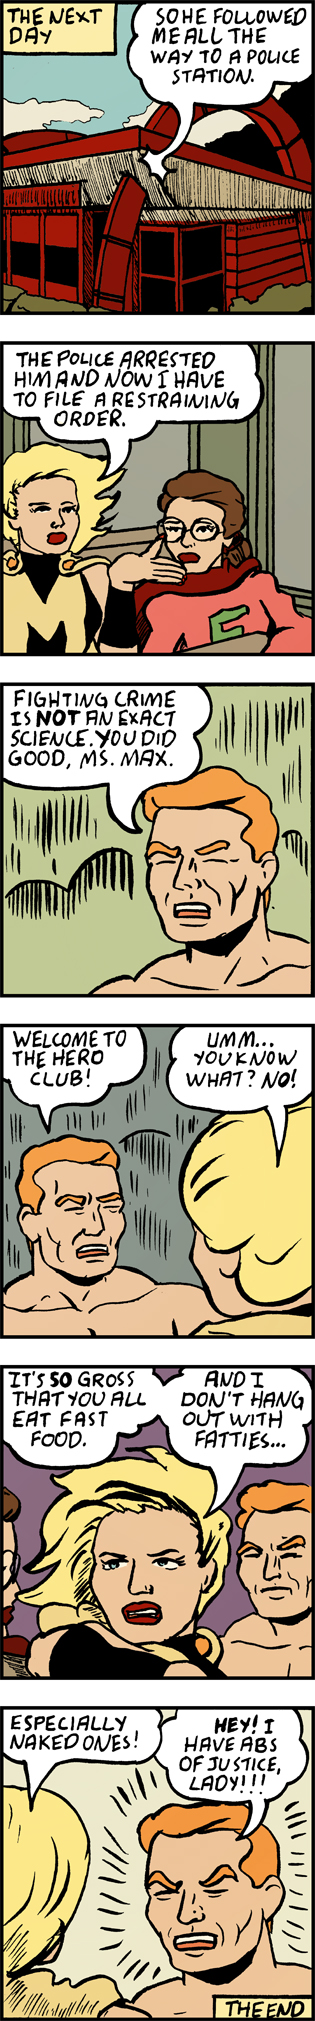 THE NEXT
DAY
SO HE FOLLOWED
ME ALL THE
WAY TO A POLICE
STATION.
THE POLICE ARRESTED
HIM AND NOW I HAVE
TO FILE A RESTRAINING
ORDER.
E
FIGHTING CRIME
IS NOT AN EXACT
SCIENCE. YOU DID
GOOD, MS. MAX.
WELCOME TO
THE HERO
CLUB!
UMM...
YOU KNOW
WHAT? NO!
IT'S SO GROSS
THAT YOU ALL
EAT FAST
FOOD.
AND I
DON'T HANG
OUT WITH
FATTIES...
ESPECIALLY
NAKED ONES!
HEY! I
HAVE ABS
OF JUSTICE,
LADY!!!
THE END